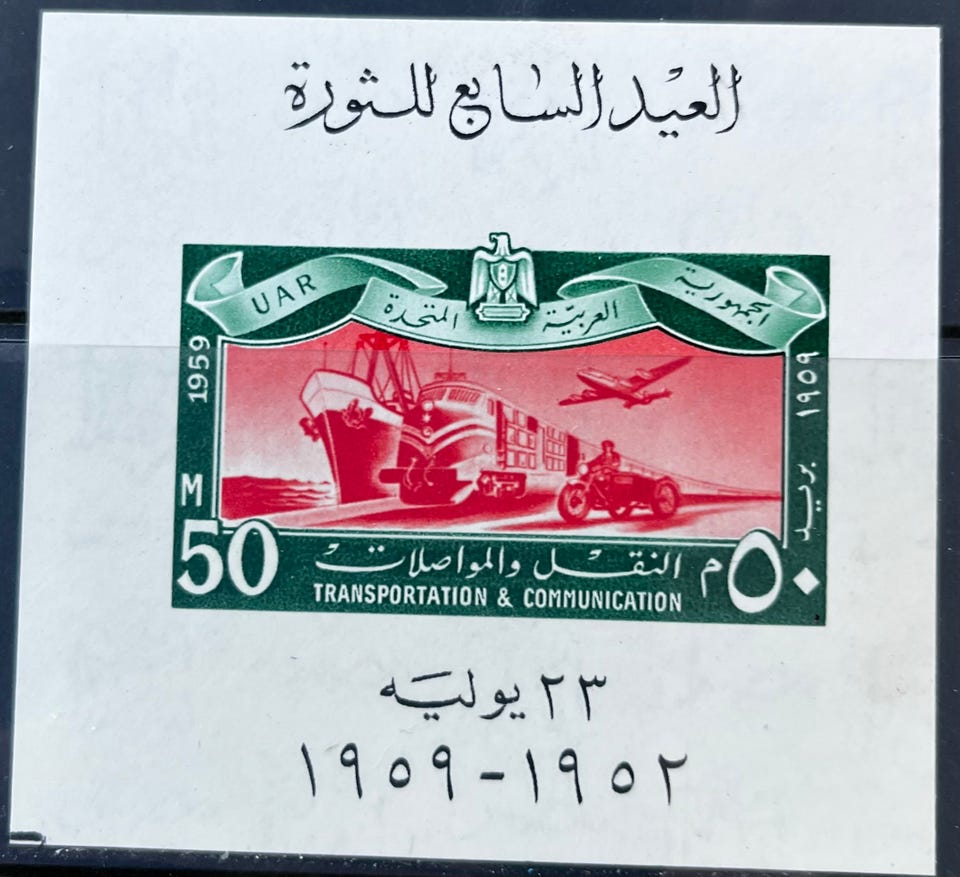 العيد السابع للثورة
UAR
الجمهورية
العربية
المتحدة
1959
١٩٥٩
بريد
M
50
٥٠ م
النقل والمواصلات
TRANSPORTATION & COMMUNICATION
٢٣ يوليه
١٩٥٢ - ١٩٥٩